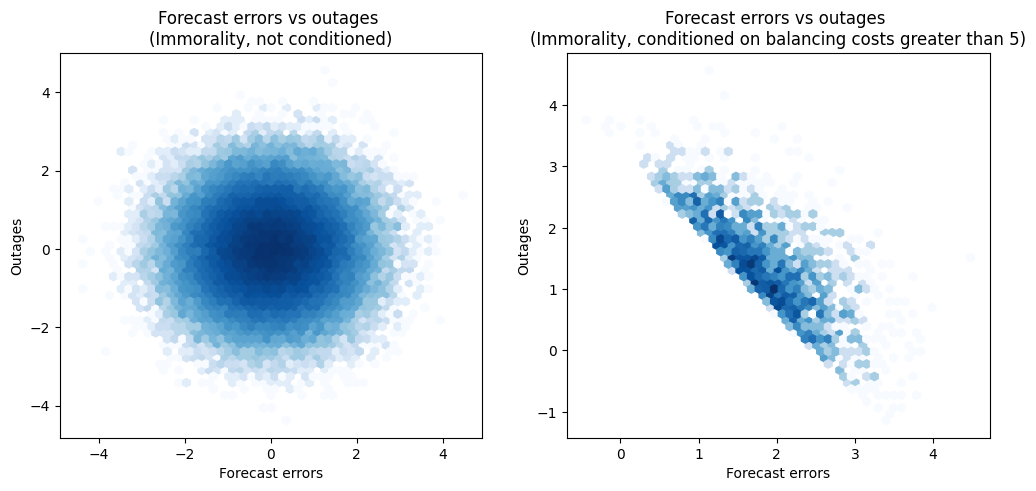 Forecast errors vs outages
(Immorality, not conditioned)
Outages
4
2
0
−2
−4
−4
−2
0
2
4
Forecast errors
Forecast errors vs outages
(Immorality, conditioned on balancing costs greater than 5)
Outages
4
3
2
1
0
−1
0
1
2
3
4
Forecast errors